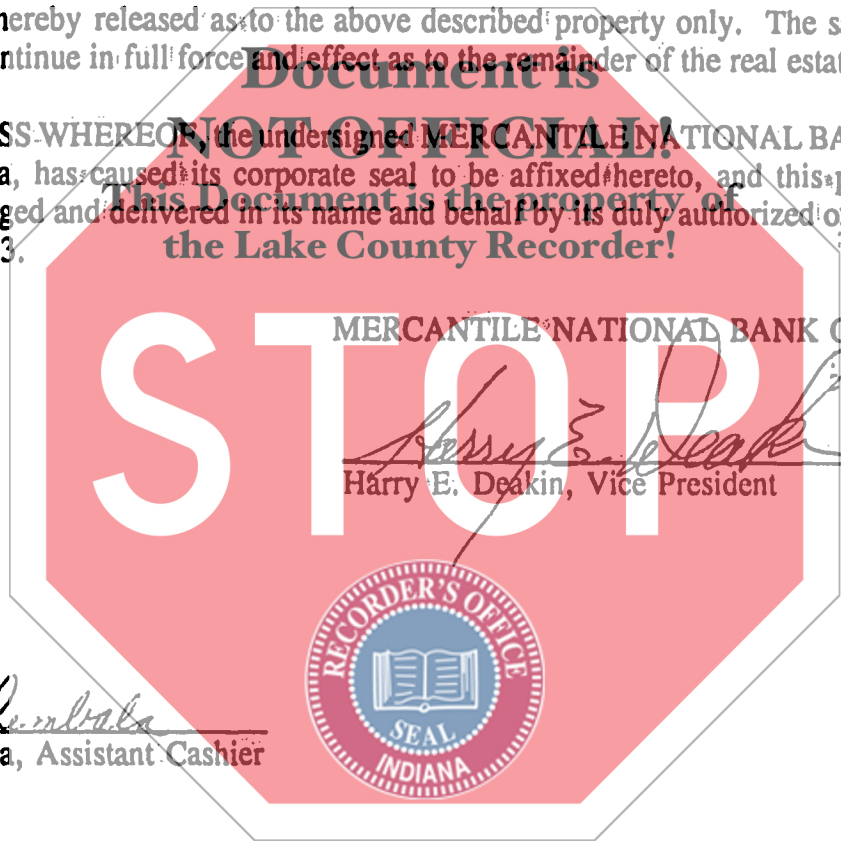 hereby released as to the above described property only. The s
ntinue in full force and effect as to the remainder of the real estat
Document is
SS WHEREOF, the undersigned MERCANTILE NATIONAL BA
NOT OFFICIAL!
a, has caused its corporate seal to be affixed hereto, and this p
This Document is the property of
ged and delivered in its name and behalf by its duly authorized o
3.
the Lake County Recorder!
MERCANTILE NATIONAL BANK O
STOP
Harry E. Deakin
Harry E. Deakin, Vice President
RECORDER'S OFFICE
SEAL
INDIANA
a, Assistant Cashier